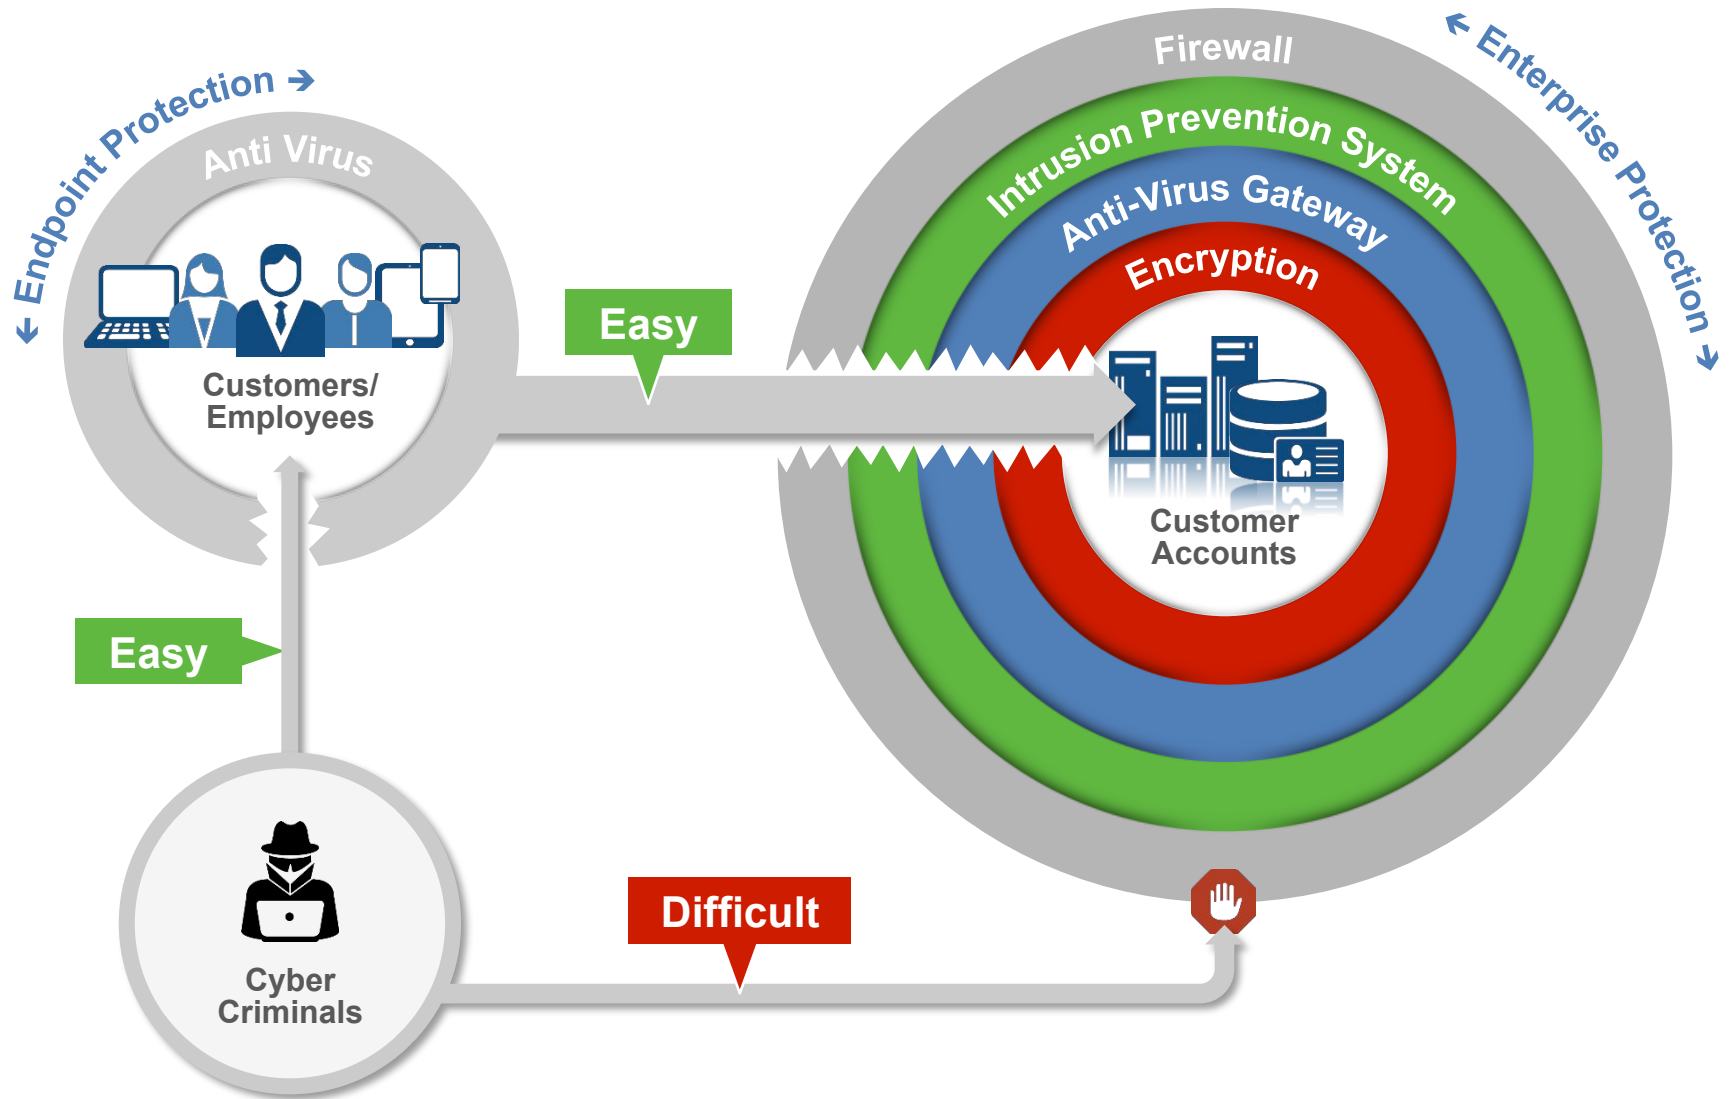 Endpoint Protection
Anti Virus
Customers/
Employees
Easy
Firewall
Intrusion Prevention System
Anti-Virus Gateway
Encryption
Customer
Accounts
Enterprise Protection
Easy
Cyber
Criminals
Difficult